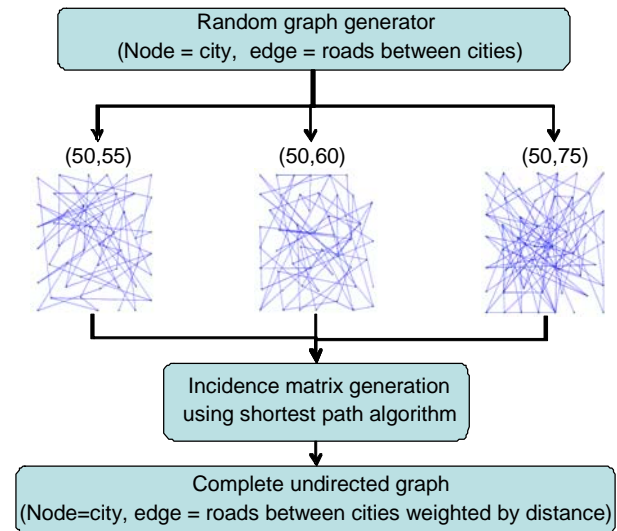 Random graph generator
(Node = city, edge = roads between cities)
(50,55)
(50,60)
(50,75)
Incidence matrix generation
using shortest path algorithm
Complete undirected graph
(Node=city, edge = roads between cities weighted by distance)